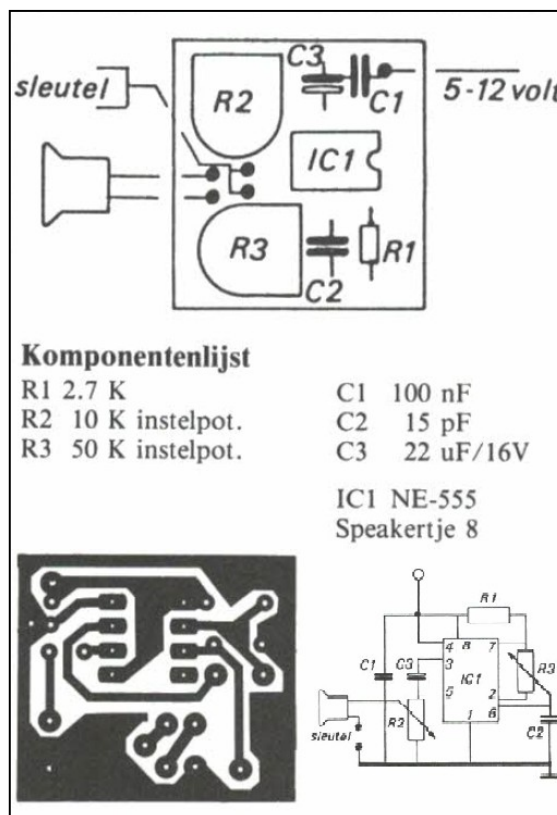 sleutel
R2
C3
C1
5-12 volt
IC1
R3
C2
R1
Komponentenlijst
R1 2.7 K
R2 10 K instelpot.
R3 50 K instelpot.
C1 100 nF
C2 15 pF
C3 22 uF/16V
IC1 NE-555
Speakertje 8
R1
4 8 7
3
C1
C3
IC1
R3
5
2
6
1
R2
C2
sleutel